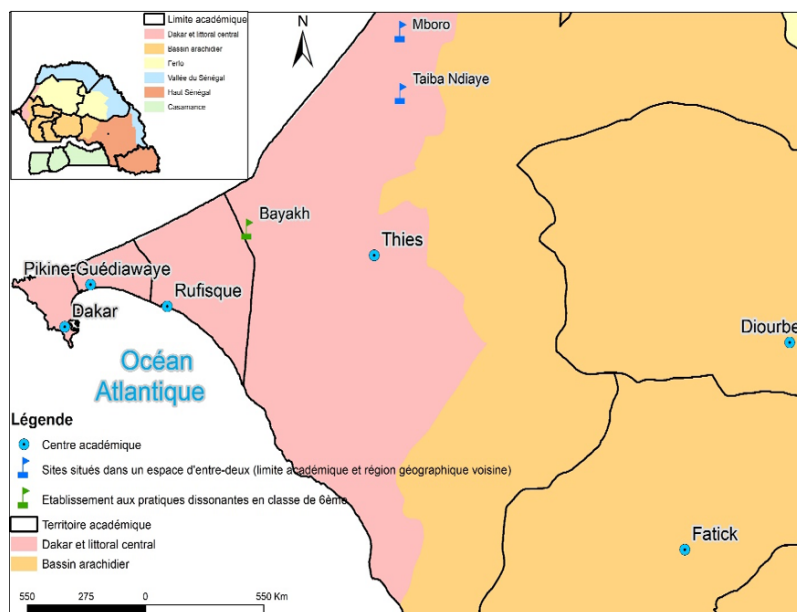 Limite académique
Dakar et littoral central
Bassin arachidier
Ferlo
Vallée du Sénégal
Haut Sénégal
Casamance
N
Mboro
Taiba Ndiaye
Bayakh
Thies
Pikine-Guédiawaye
Rufisque
Dakar
Diourbe
Océan
Atlantique
Légende
Centre académique
Sites situés dans un espace d'entre-deux (limite académique et région géographique voisine)
Etablissement aux pratiques dissonantes en classe de 6ème
Territoire académique
Dakar et littoral central
Bassin arachidier
Fatick
550 275 0 550 Km